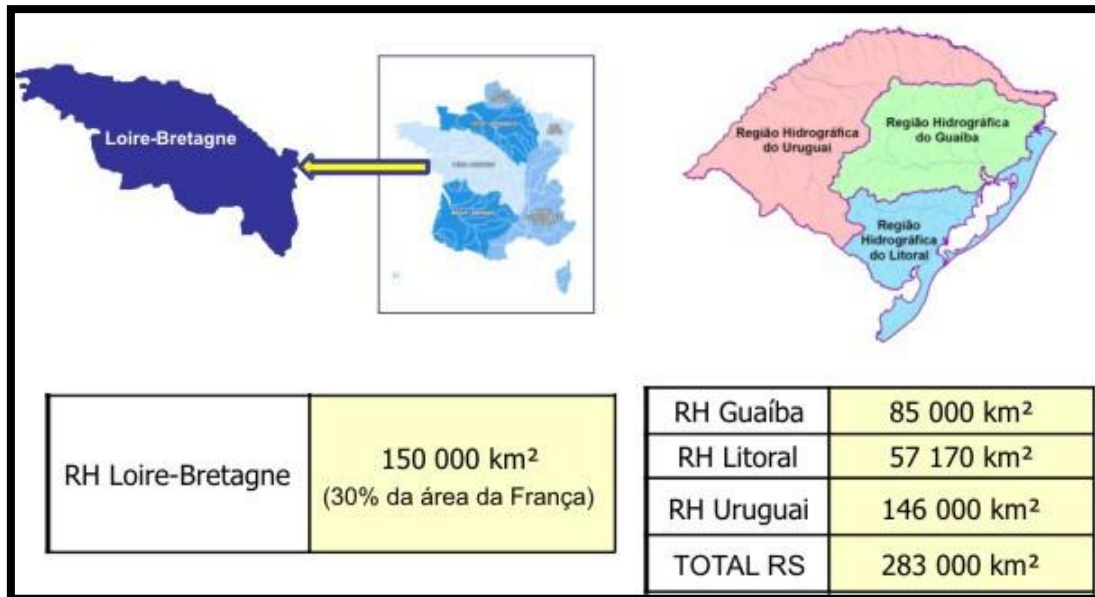 Loire-Bretagne
Região Hidrográfica
do Uruguai
Região Hidrográfica
do Guaíba
Região
Hidrográfica
do Litoral
RH Loire-Bretagne
150 000 km²
(30% da área da França)
RH Guaíba
85 000 km²
RH Litoral
57 170 km²
RH Uruguai
146 000 km²
TOTAL RS
283 000 km²